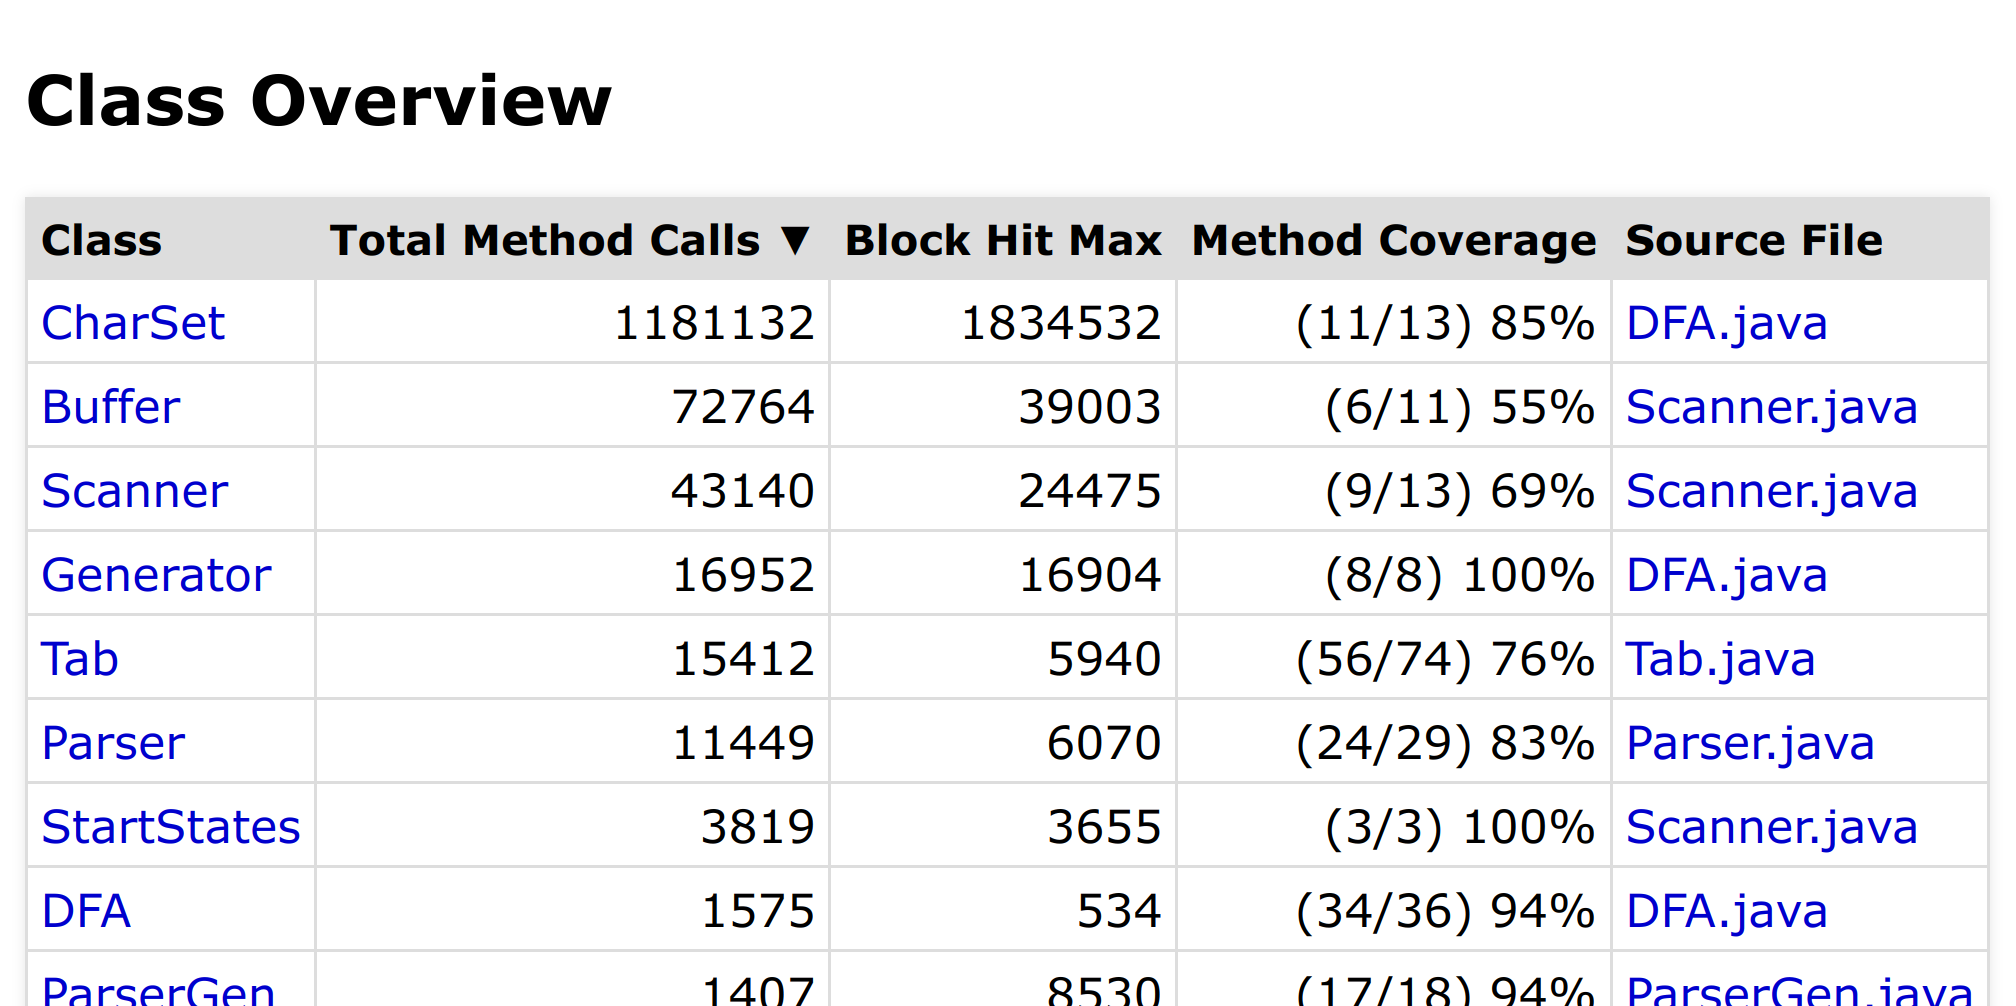 Class Overview
Class Total Method Calls ▼ Block Hit Max Method Coverage Source File
CharSet 1181132 1834532 (11/13) 85% DFA.java
Buffer 72764 39003 (6/11) 55% Scanner.java
Scanner 43140 24475 (9/13) 69% Scanner.java
Generator 16952 16904 (8/8) 100% DFA.java
Tab 15412 5940 (56/74) 76% Tab.java
Parser 11449 6070 (24/29) 83% Parser.java
StartStates 3819 3655 (3/3) 100% Scanner.java
DFA 1575 534 (34/36) 94% DFA.java
ParserGen 1407 8530 (17/18) 94% ParserGen.java